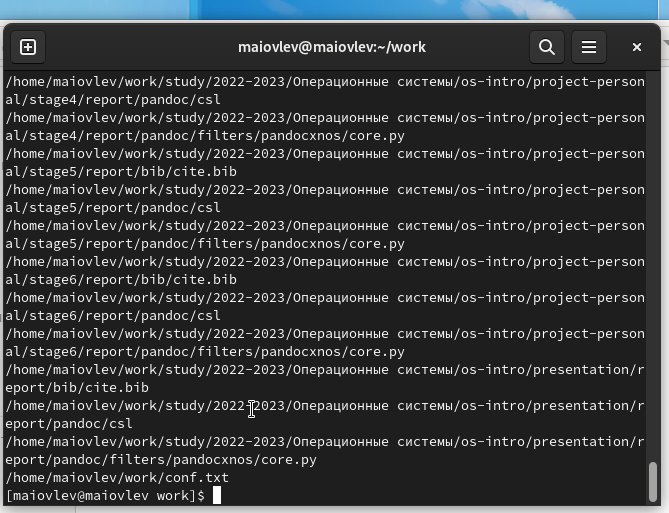 maiovlev@maiovlev:~/work
/home/maiovlev/work/study/2022-2023/Операционные системы/os-intro/project-person
al/stage4/report/pandoc/csl
/home/maiovlev/work/study/2022-2023/Операционные системы/os-intro/project-person
al/stage4/report/pandoc/filters/pandocxnos/core.py
/home/maiovlev/work/study/2022-2023/Операционные системы/os-intro/project-person
al/stage5/report/bib/cite.bib
/home/maiovlev/work/study/2022-2023/Операционные системы/os-intro/project-person
al/stage5/report/pandoc/csl
/home/maiovlev/work/study/2022-2023/Операционные системы/os-intro/project-person
al/stage5/report/pandoc/filters/pandocxnos/core.py
/home/maiovlev/work/study/2022-2023/Операционные системы/os-intro/project-person
al/stage6/report/bib/cite.bib
/home/maiovlev/work/study/2022-2023/Операционные системы/os-intro/project-person
al/stage6/report/pandoc/csl
/home/maiovlev/work/study/2022-2023/Операционные системы/os-intro/project-person
al/stage6/report/pandoc/filters/pandocxnos/core.py
/home/maiovlev/work/study/2022-2023/Операционные системы/os-intro/presentation/r
eport/bib/cite.bib
/home/maiovlev/work/study/2022-2023/Операционные системы/os-intro/presentation/r
eport/pandoc/csl
/home/maiovlev/work/study/2022-2023/Операционные системы/os-intro/presentation/r
eport/pandoc/filters/pandocxnos/core.py
/home/maiovlev/work/conf.txt
[maiovlev@maiovlev work]$